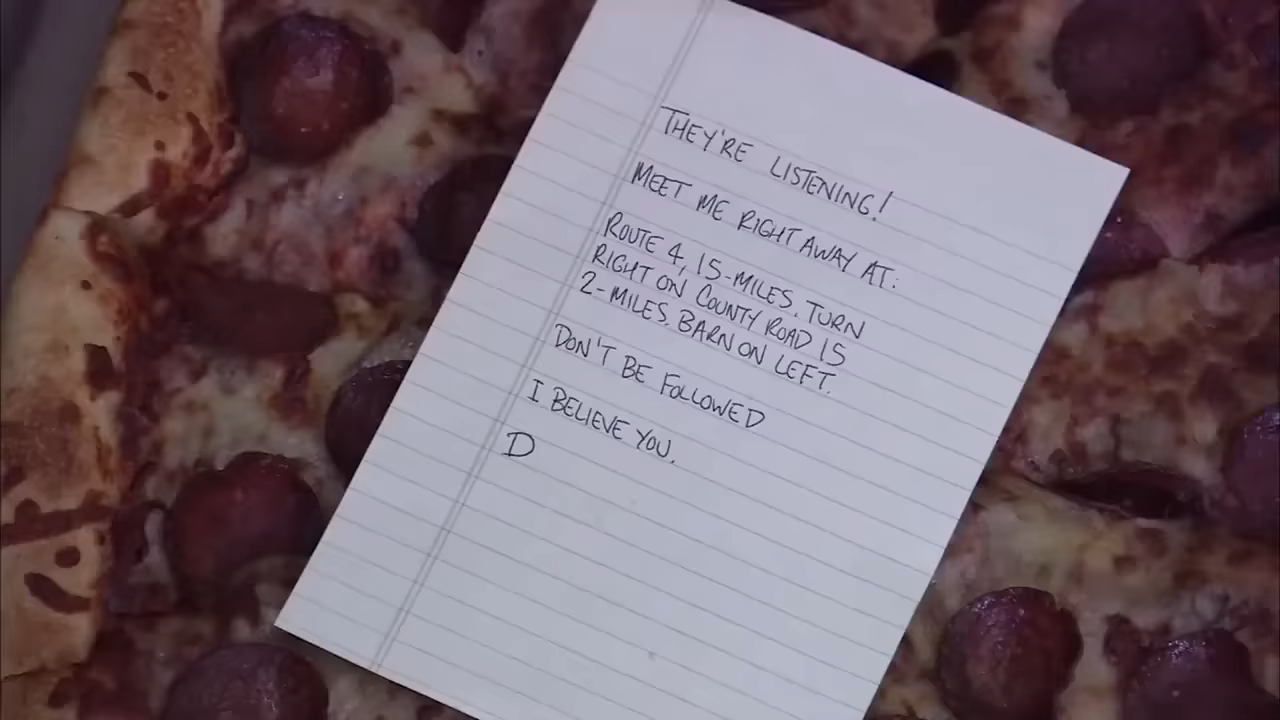 THEY'RE LISTENING!
MEET ME RIGHT AWAY AT:
ROUTE 4, 15-MILES. TURN
RIGHT ON COUNTY ROAD 15
2-MILES. BARN ON LEFT.
DON'T BE FOLLOWED
I BELIEVE YOU.
D